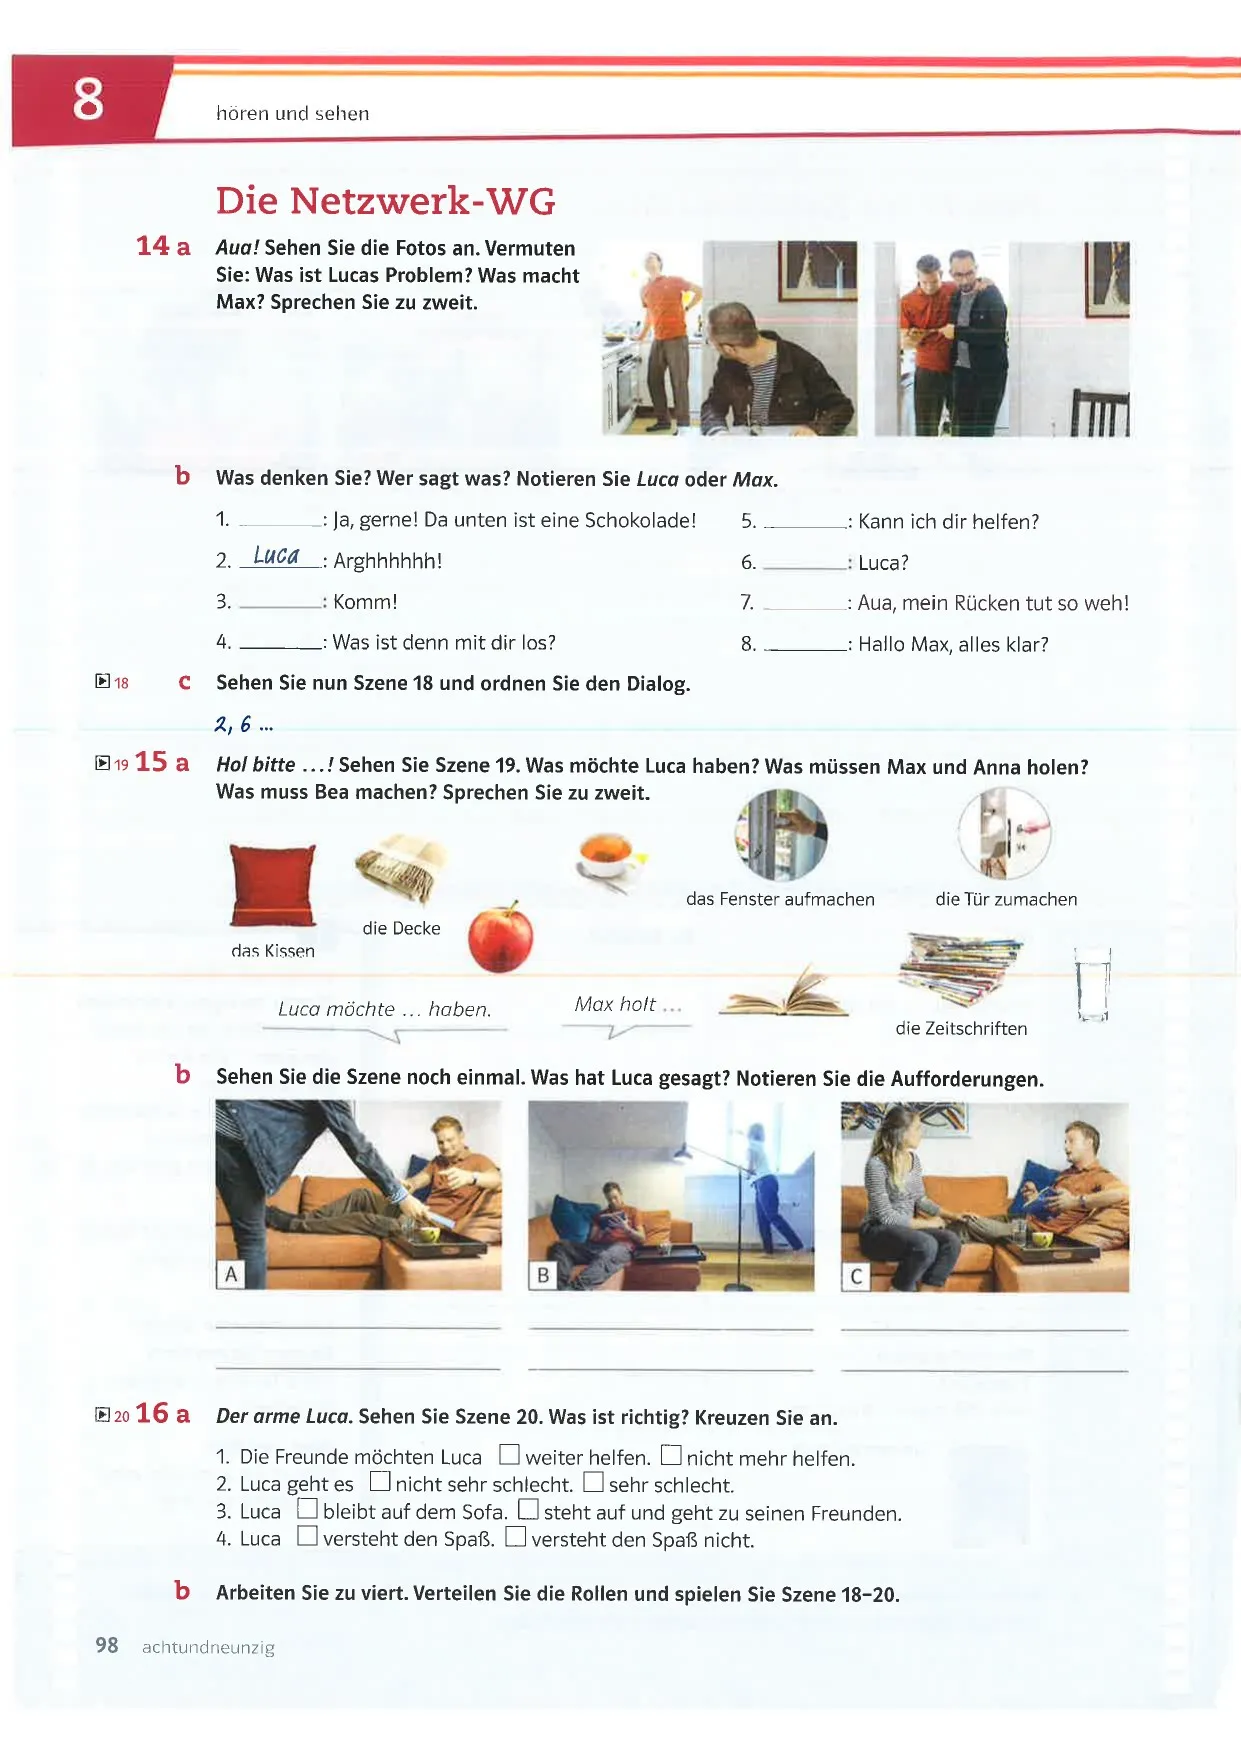 8
hören und sehen
Die Netzwerk-WG
14 a Aua! Sehen Sie die Fotos an. Vermuten
Sie: Was ist Lucas Problem? Was macht
Max? Sprechen Sie zu zweit.
b Was denken Sie? Wer sagt was? Notieren Sie Luca oder Max.
1. ________: Ja, gerne! Da unten ist eine Schokolade!
2. Luca: Arghhhhhh!
3. ________: Komm!
4. ________: Was ist denn mit dir los?
5. ________: Kann ich dir helfen?
6. ________: Luca?
7. ________: Aua, mein Rücken tut so weh!
8. ________: Hallo Max, alles klar?
18 c Sehen Sie nun Szene 18 und ordnen Sie den Dialog.
2, 6 ...
19 15 a Hol bitte ...! Sehen Sie Szene 19. Was möchte Luca haben? Was müssen Max und Anna holen?
Was muss Bea machen? Sprechen Sie zu zweit.
das Fenster aufmachen
die Tür zumachen
die Decke
das Kissen
Luca möchte ... haben.
Max holt ...
die Zeitschriften
b Sehen Sie die Szene noch einmal. Was hat Luca gesagt? Notieren Sie die Aufforderungen.
A
B
C
20 16 a Der arme Luca. Sehen Sie Szene 20. Was ist richtig? Kreuzen Sie an.
1. Die Freunde möchten Luca ☐ weiter helfen. ☐ nicht mehr helfen.
2. Luca geht es ☐ nicht sehr schlecht. ☐ sehr schlecht.
3. Luca ☐ bleibt auf dem Sofa. ☐ steht auf und geht zu seinen Freunden.
4. Luca ☐ versteht den Spaß. ☐ versteht den Spaß nicht.
b Arbeiten Sie zu viert. Verteilen Sie die Rollen und spielen Sie Szene 18–20.
98 achtundneunzig